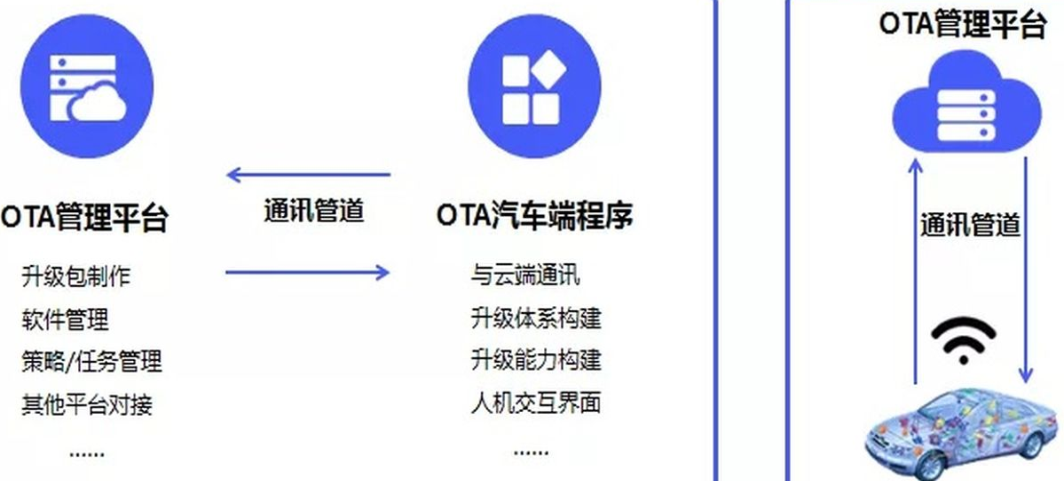 OTA管理平台
升级包制作
软件管理
策略/任务管理
其他平台对接
......
通讯管道
OTA汽车端程序
与云端通讯
升级体系构建
升级能力构建
人机交互界面
......
OTA管理平台
通讯管道